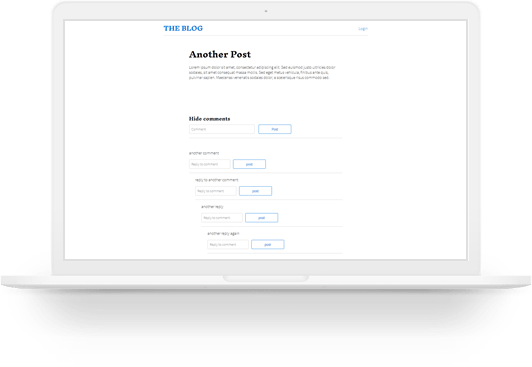 THE BLOG
Log in
Another Post
Lorem ipsum dolor sit amet, consectetur adipiscing elit. Sed euismod justo ultricies dolor
sodales, sit amet consequat massa mollis. Sed eget metus vehicula, finibus ante quis,
pulvinar sapien. Maecenas venenatis sodales dolor, a scelerisque risus commodo sed.
Hide comments
Comment
Post
another comment
Reply to comment
post
reply to another comment
Reply to comment
post
another reply
Reply to comment
post
another reply again
Reply to comment
post